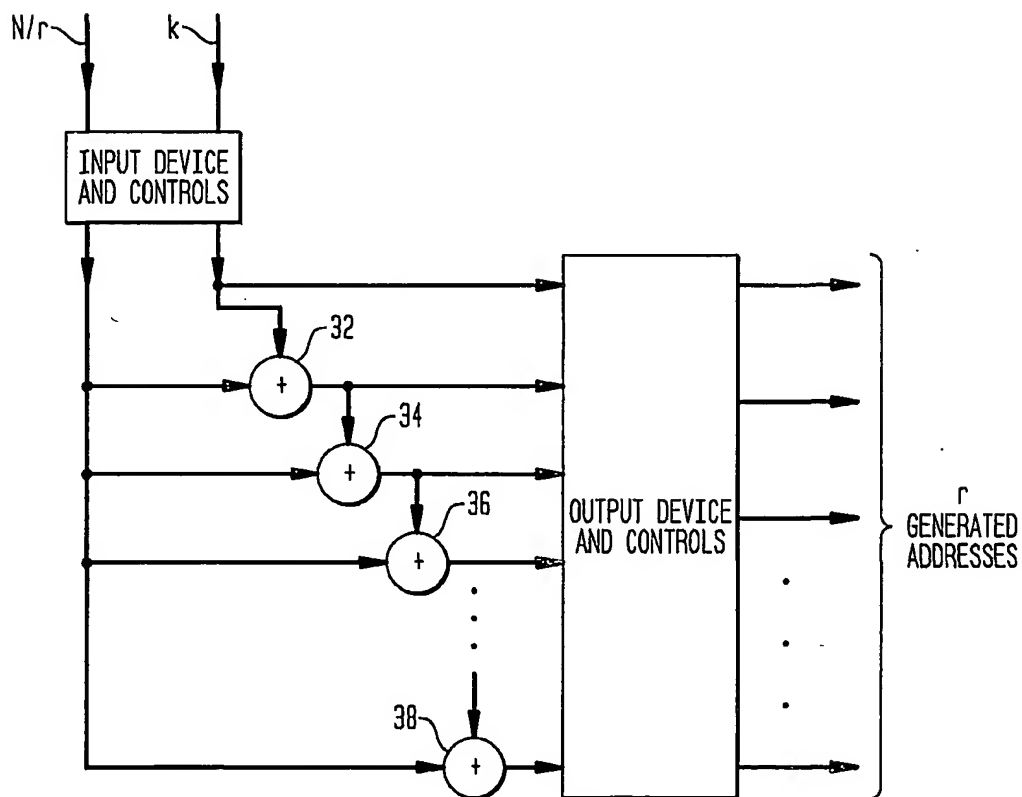 N/r
k
INPUT DEVICE
AND CONTROLS
32
+
34
+
36
+
OUTPUT DEVICE
AND CONTROLS
r
GENERATED
ADDRESSES
38
+